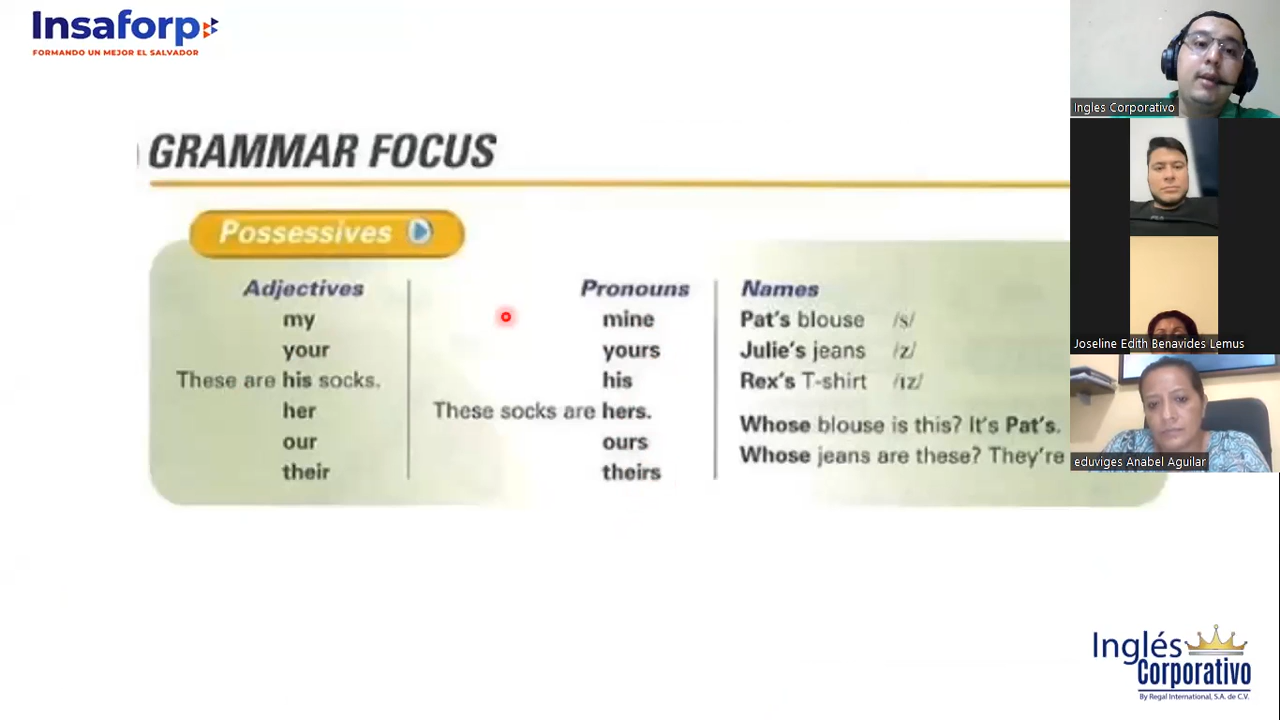 Insaforp
FORMANDO UN MEJOR EL SALVADOR
GRAMMAR FOCUS
Possessives
Adjectives
my
your
These are his socks.
her
our
their
Pronouns
mine
yours
his
These socks are hers.
ours
theirs
Names
Pat's blouse /s/
Julie's jeans /z/
Rex's T-shirt /ɪz/
Whose blouse is this? It's Pat's.
Whose jeans are these? They're
Ingles Corporativo
FILA
Joseline Edith Benavides Lemus
eduviges Anabel Aguilar
Inglés
Corporativo
By Regal International, S.A. de C.V.